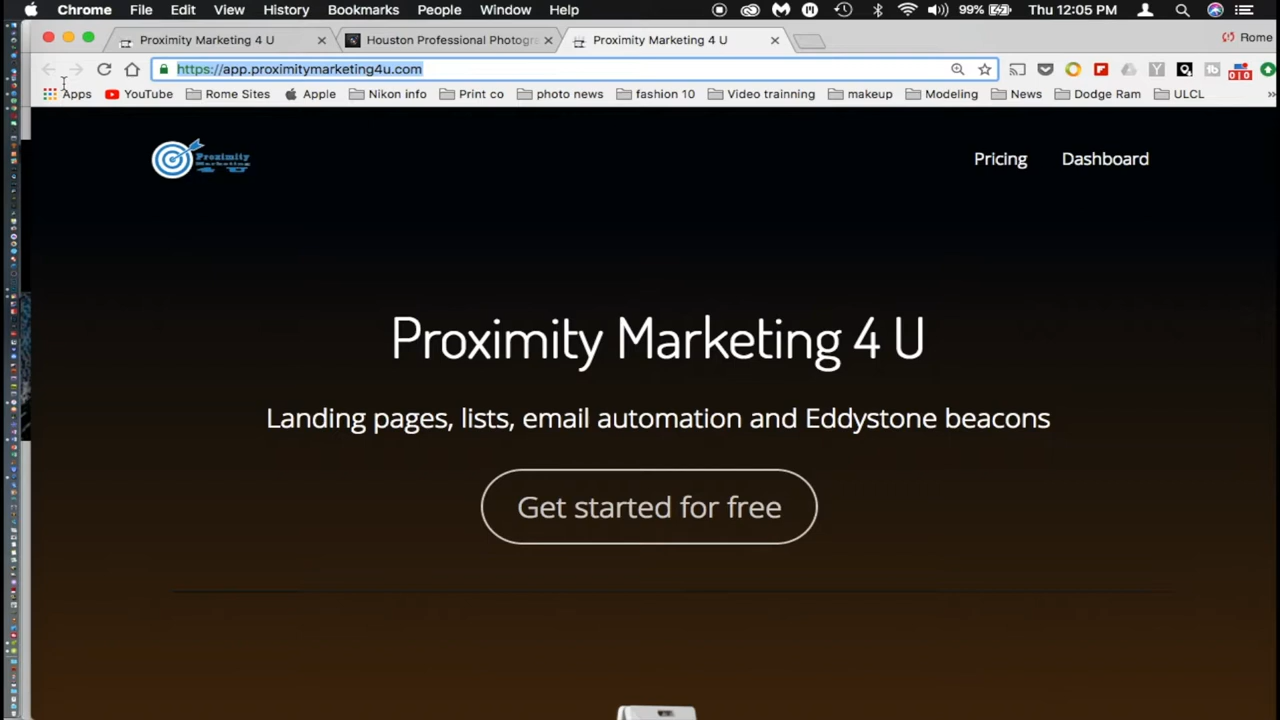 Chrome File Edit View History Bookmarks People Window Help 99% Thu 12:05 PM
Proximity Marketing 4 U Houston Professional Photogr Proximity Marketing 4 U Rome
https://app.proximitymarketing4u.com
Apps YouTube Rome Sites Apple Nikon info Print co photo news fashion 10 Video trainning makeup Modeling News Dodge Ram ULCL »
Proximity
Marketing
4 U
Pricing Dashboard
Proximity Marketing 4 U
Landing pages, lists, email automation and Eddystone beacons
Get started for free